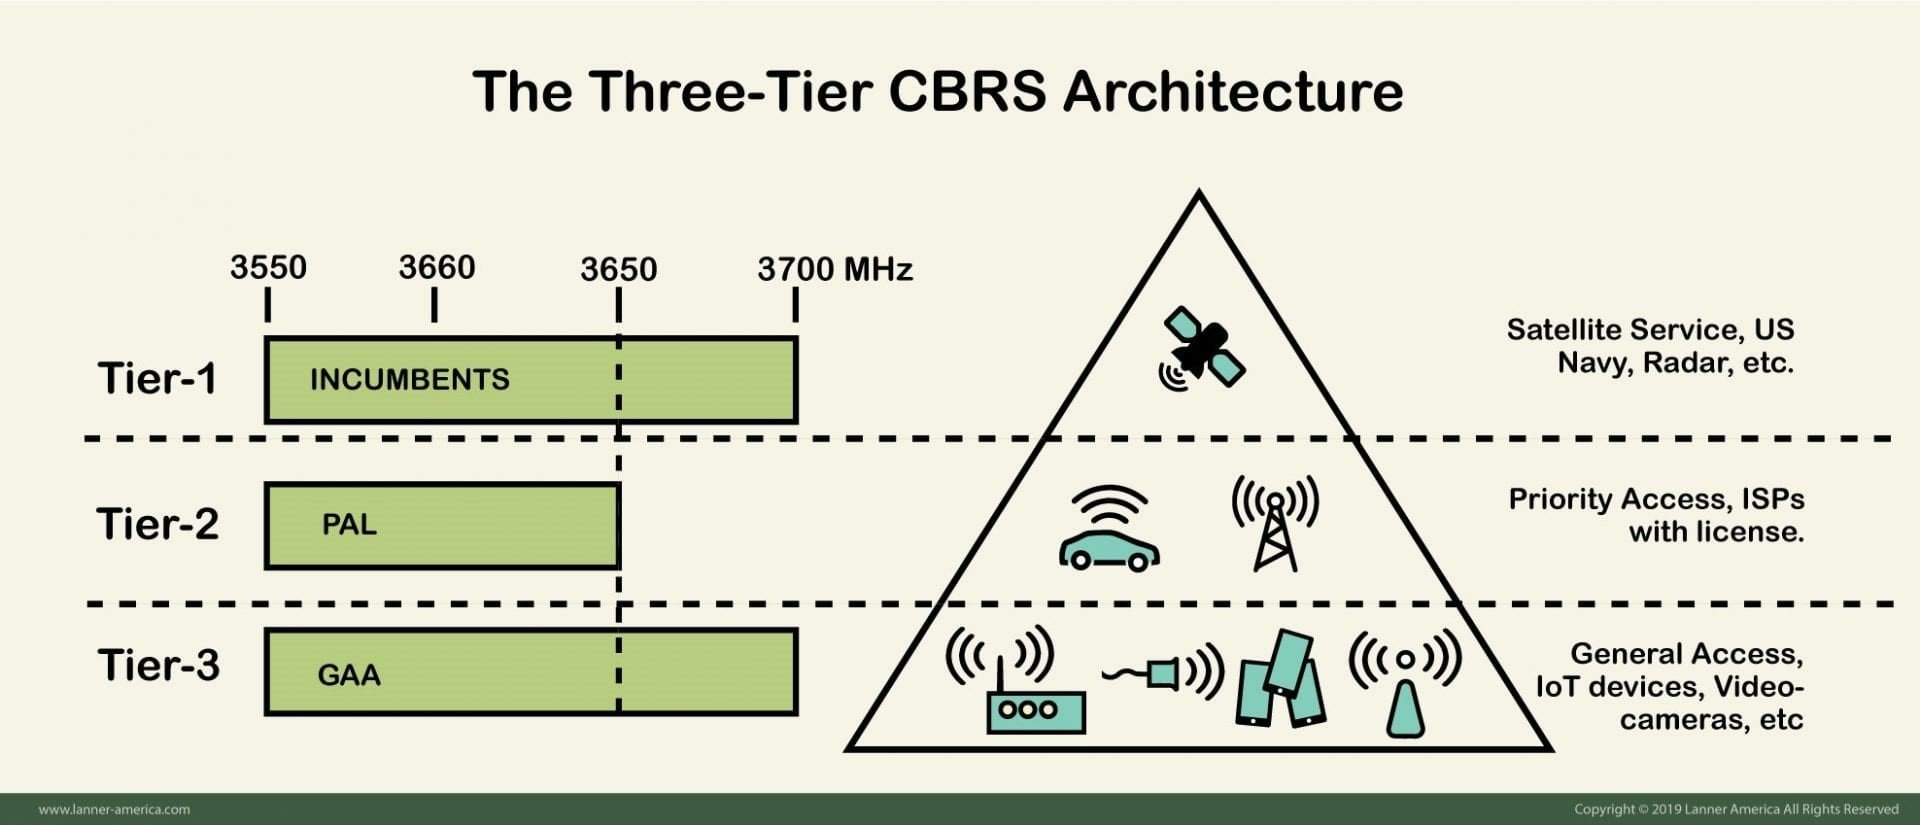 The Three-Tier CBRS Architecture
3550 3660 3650 3700 MHz
Tier-1
INCUMBENTS
Satellite Service, US
Navy, Radar, etc.
Tier-2
PAL
Priority Access, ISPs
with license.
Tier-3
GAA
General Access,
IoT devices, Video-
cameras, etc
www.lanner-america.com
Copyright © 2019 Lanner America All Rights Reserved